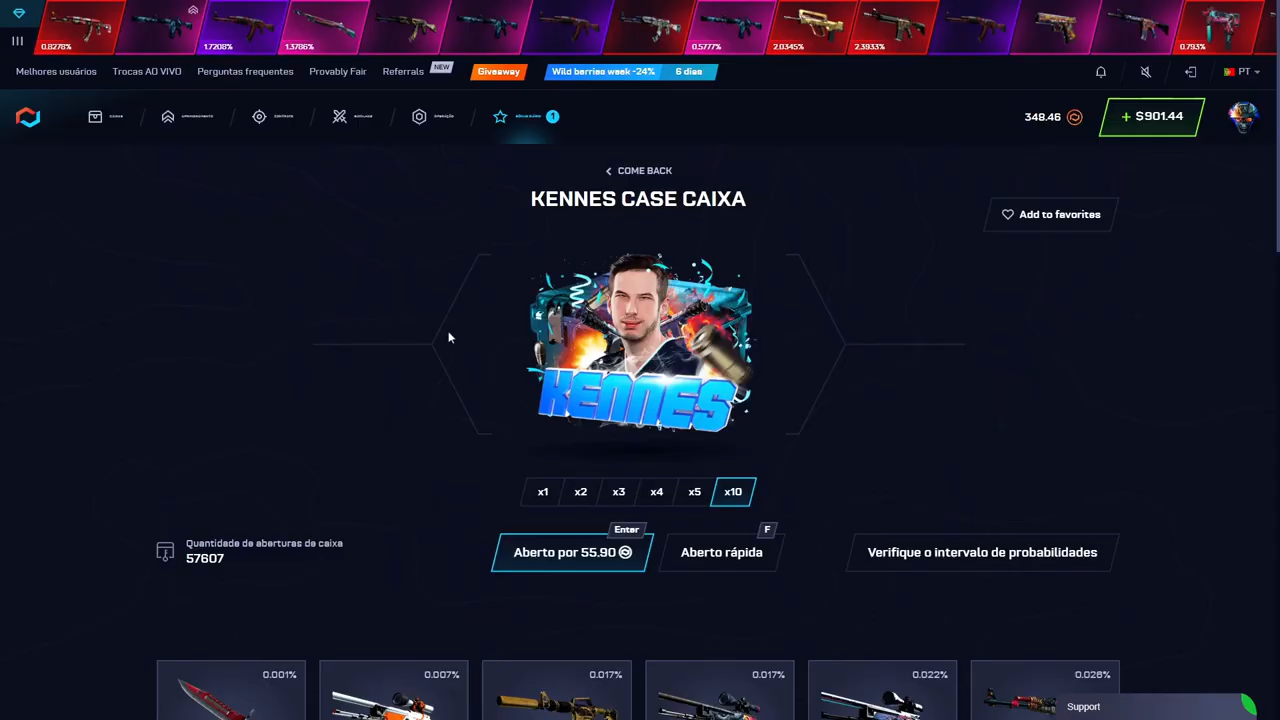 0.8278%
1.7208%
1.3786%
0.5777%
2.0345%
2.3933%
0.793%
Melhores usuários
Trocas AO VIVO
Perguntas frequentes
Provably Fair
Referrals
NEW
Giveaway
Wild berries week -24%
6 dias
PT
1
348.46
+ $901.44
COME BACK
KENNES CASE CAIXA
Add to favorites
KENNES
x1
x2
x3
x4
x5
x10
Quantidade de aberturas de caixa
57607
Enter
Aberto por 55.90
F
Aberto rápida
Verifique o intervalo de probabilidades
0.001%
0.007%
0.017%
0.017%
0.022%
0.026%
Support